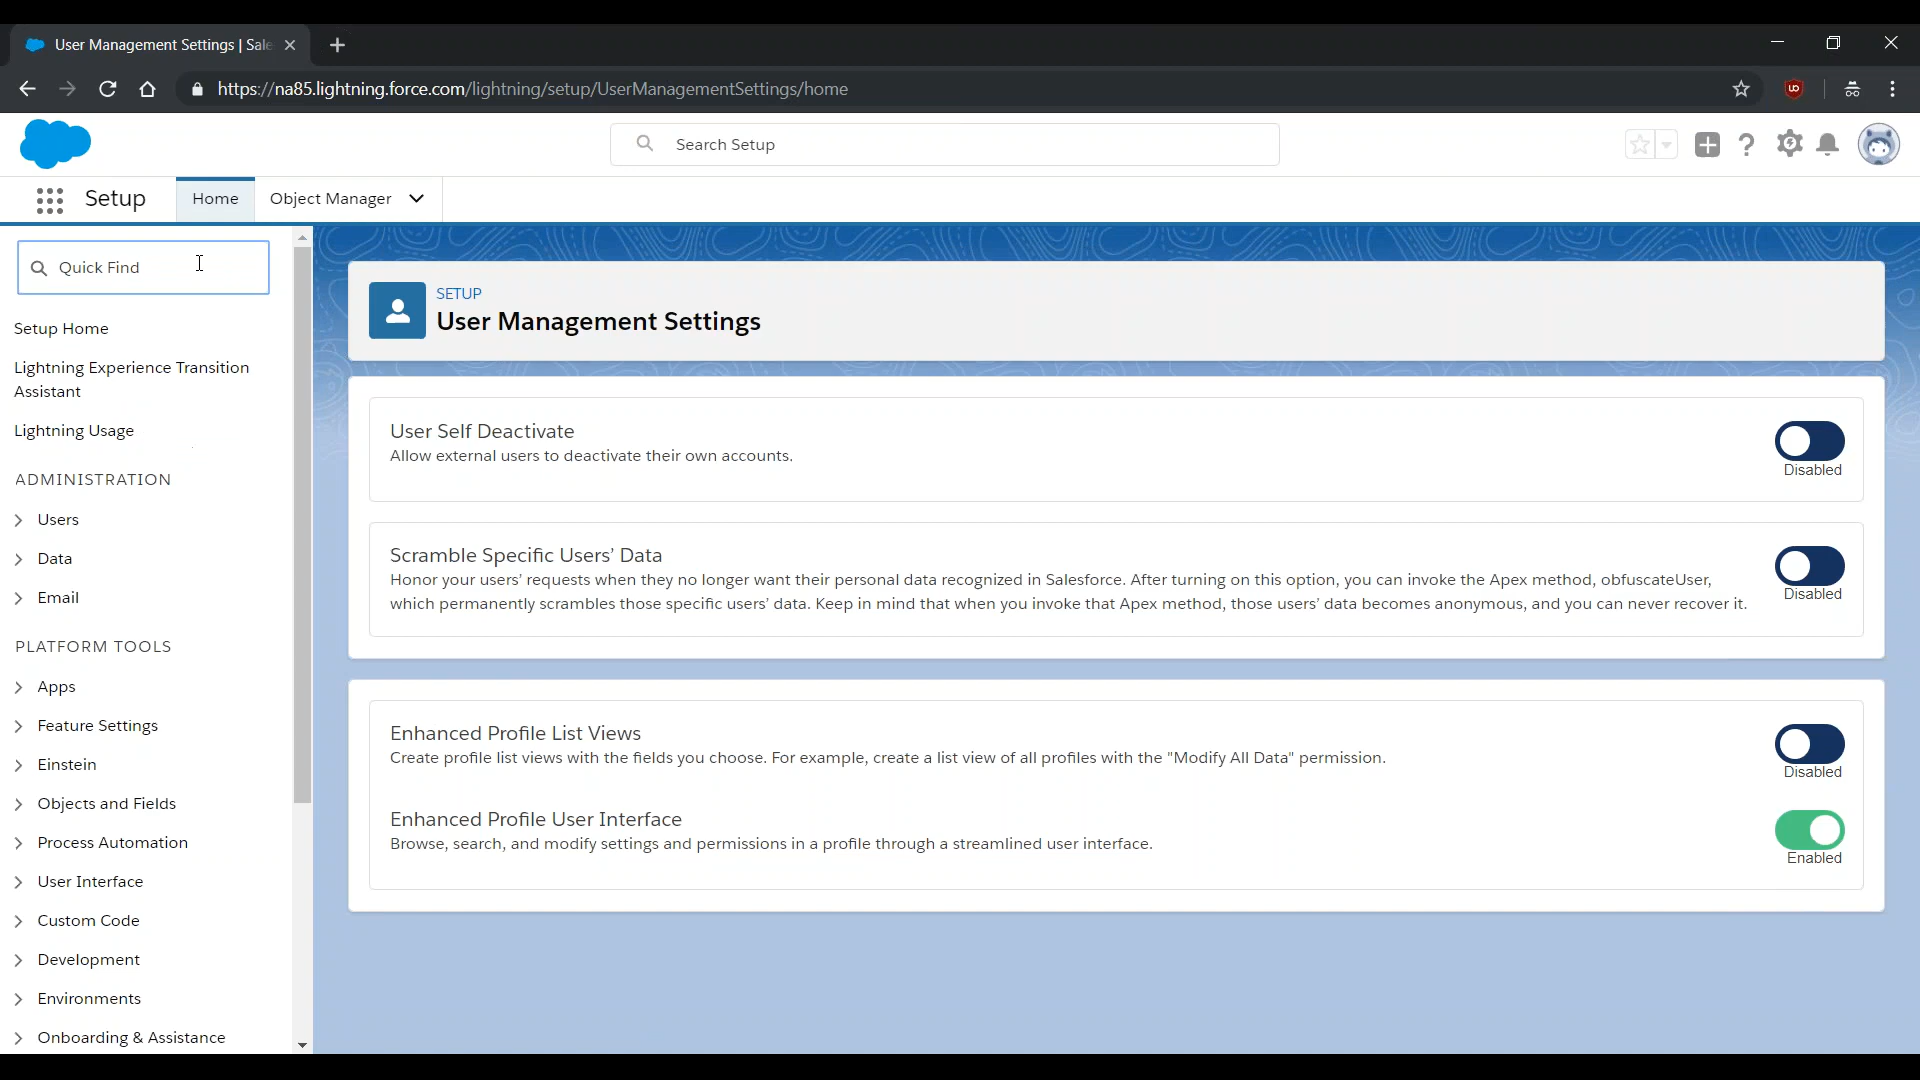 User Management Settings | Sale
https://na85.lightning.force.com/lightning/setup/UserManagementSettings/home
Search Setup
Setup
Home
Object Manager
Quick Find
Setup Home
Lightning Experience Transition
Assistant
Lightning Usage
ADMINISTRATION
Users
Data
Email
PLATFORM TOOLS
Apps
Feature Settings
Einstein
Objects and Fields
Process Automation
User Interface
Custom Code
Development
Environments
Onboarding & Assistance
SETUP
User Management Settings
User Self Deactivate
Allow external users to deactivate their own accounts.
Disabled
Scramble Specific Users’ Data
Honor your users’ requests when they no longer want their personal data recognized in Salesforce. After turning on this option, you can invoke the Apex method, obfuscateUser,
which permanently scrambles those specific users’ data. Keep in mind that when you invoke that Apex method, those users’ data becomes anonymous, and you can never recover it.
Disabled
Enhanced Profile List Views
Create profile list views with the fields you choose. For example, create a list view of all profiles with the "Modify All Data" permission.
Disabled
Enhanced Profile User Interface
Browse, search, and modify settings and permissions in a profile through a streamlined user interface.
Enabled